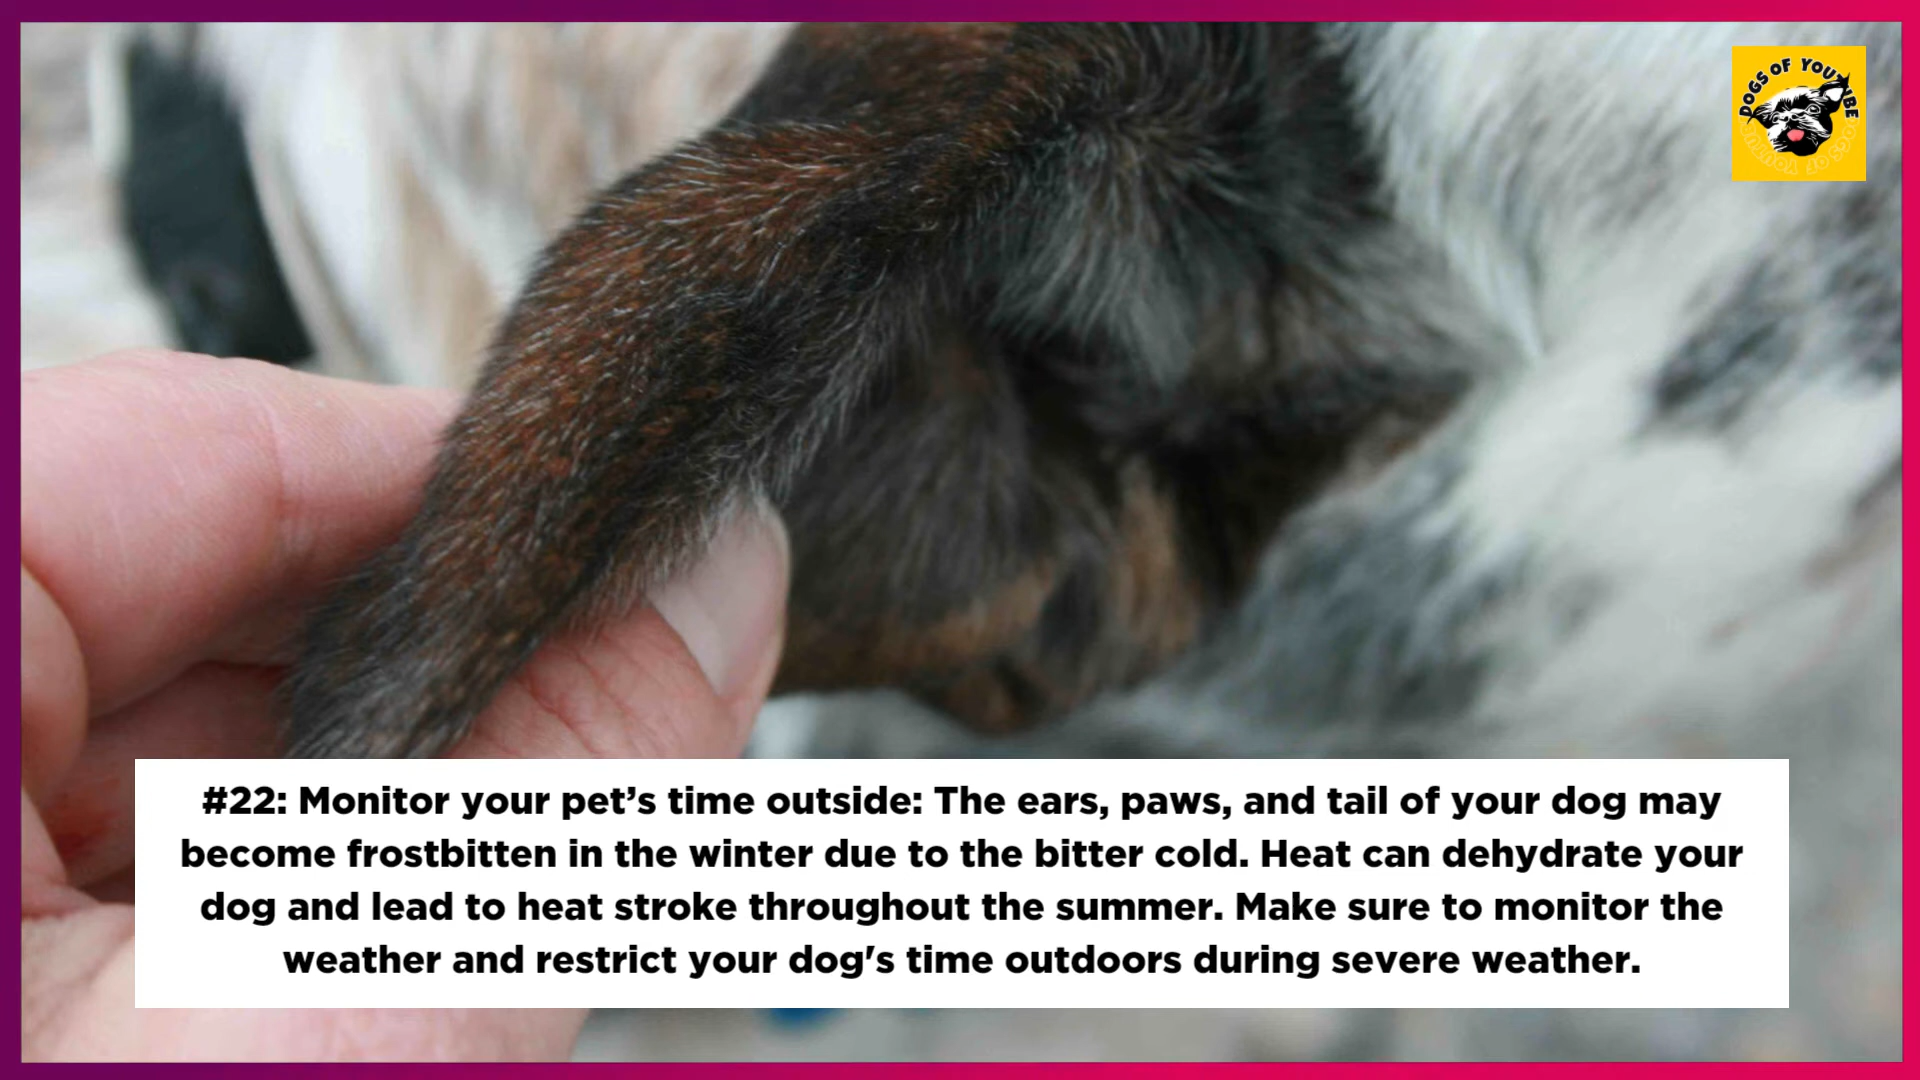 DOGS OF YOUTUBE
#22: Monitor your pet’s time outside: The ears, paws, and tail of your dog may
become frostbitten in the winter due to the bitter cold. Heat can dehydrate your
dog and lead to heat stroke throughout the summer. Make sure to monitor the
weather and restrict your dog's time outdoors during severe weather.